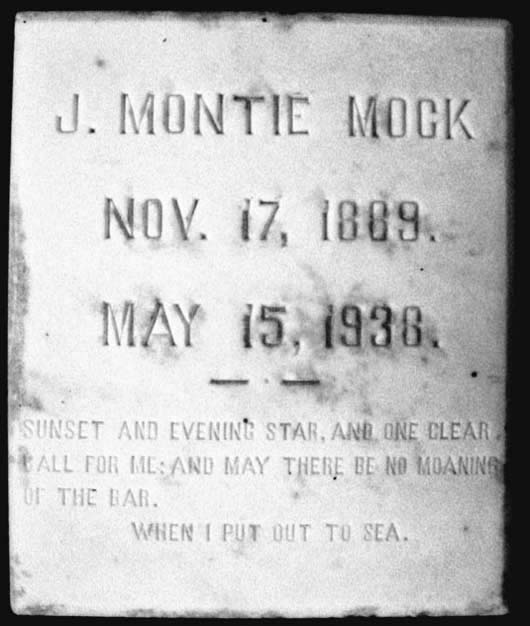 J. MONTIE MOCK
NOV. 17, 1889.
MAY 15, 1938.
SUNSET AND EVENING STAR, AND ONE CLEAR
CALL FOR ME; AND MAY THERE BE NO MOANING
OF THE BAR.
WHEN I PUT OUT TO SEA.